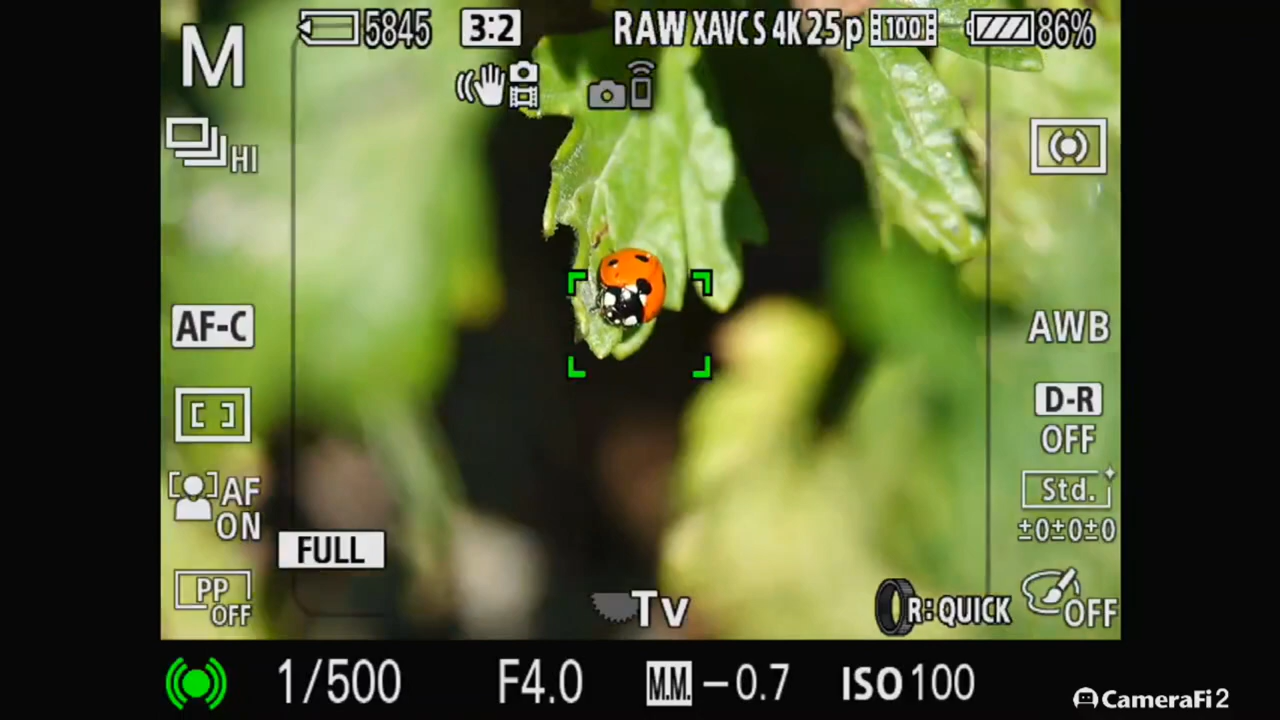 M
5845
3:2
RAW XAVC S 4K 25p
100
86%
HI
AF-C
AWB
D-R
OFF
AF
ON
Std.
±0±0±0
FULL
PP
OFF
Tv
R: QUICK
OFF
1/500
F4.0
M.M. −0.7
ISO 100
CameraFi 2